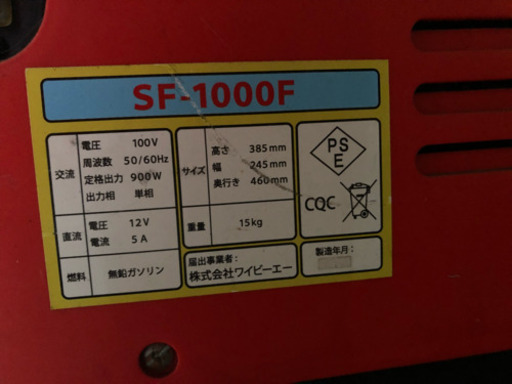 SF-1000F
交流
電圧 100V
周波数 50/60Hz
定格出力 900W
出力相 単相
直流
電圧 12V
電流 5A
燃料 無鉛ガソリン
サイズ
高さ 385mm
幅 245mm
奥行き 460mm
重量 15kg
届出事業者:
株式会社ワイビーエー
PS
E
CQC
製造年月: